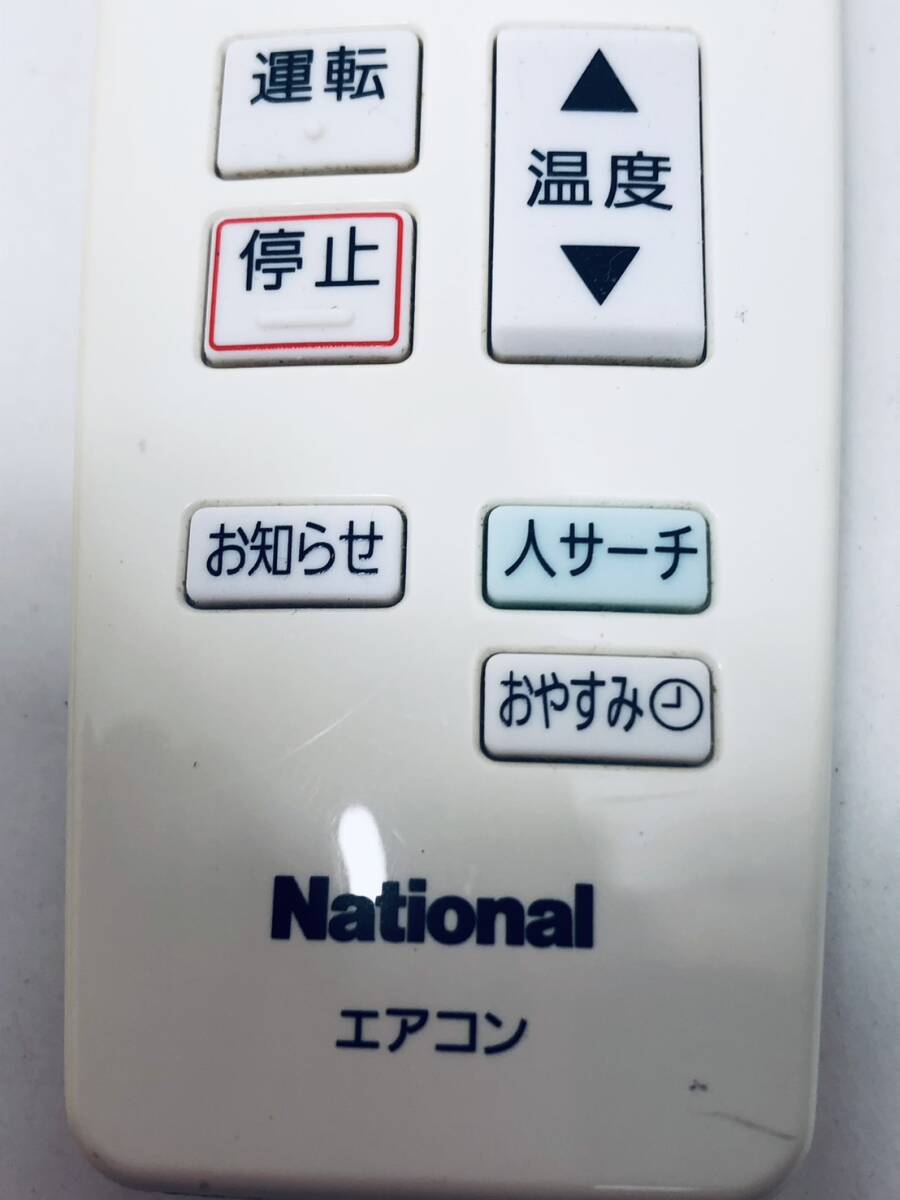 運転
▲
温度
▼
停止
お知らせ
人サーチ
おやすみ
National
エアコン